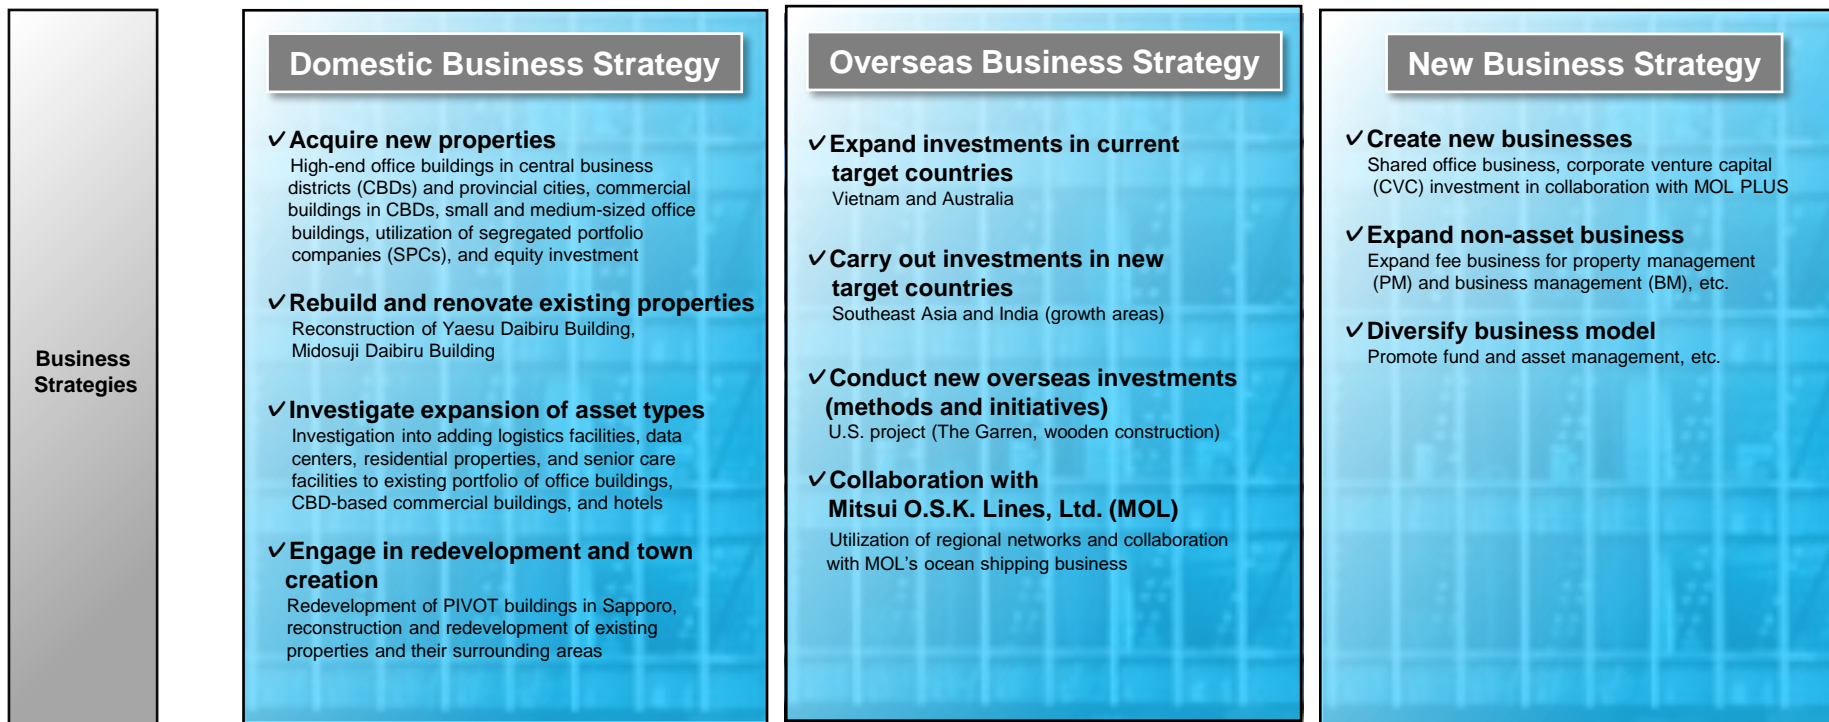 Business
Strategies
Domestic Business Strategy
✓Acquire new properties
High-end office buildings in central business
districts (CBDs) and provincial cities, commercial
buildings in CBDs, small and medium-sized office
buildings, utilization of segregated portfolio
companies (SPCs), and equity investment
✓Rebuild and renovate existing properties
Reconstruction of Yaesu Daibiru Building,
Midosuji Daibiru Building
✓Investigate expansion of asset types
Investigation into adding logistics facilities, data
centers, residential properties, and senior care
facilities to existing portfolio of office buildings,
CBD-based commercial buildings, and hotels
✓Engage in redevelopment and town
creation
Redevelopment of PIVOT buildings in Sapporo,
reconstruction and redevelopment of existing
properties and their surrounding areas
Overseas Business Strategy
✓Expand investments in current
target countries
Vietnam and Australia
✓Carry out investments in new
target countries
Southeast Asia and India (growth areas)
✓Conduct new overseas investments
(methods and initiatives)
U.S. project (The Garren, wooden construction)
✓Collaboration with
Mitsui O.S.K. Lines, Ltd. (MOL)
Utilization of regional networks and collaboration
with MOL's ocean shipping business
New Business Strategy
✓Create new businesses
Shared office business, corporate venture capital
(CVC) investment in collaboration with MOL PLUS
✓Expand non-asset business
Expand fee business for property management
(PM) and business management (BM), etc.
✓Diversify business model
Promote fund and asset management, etc.